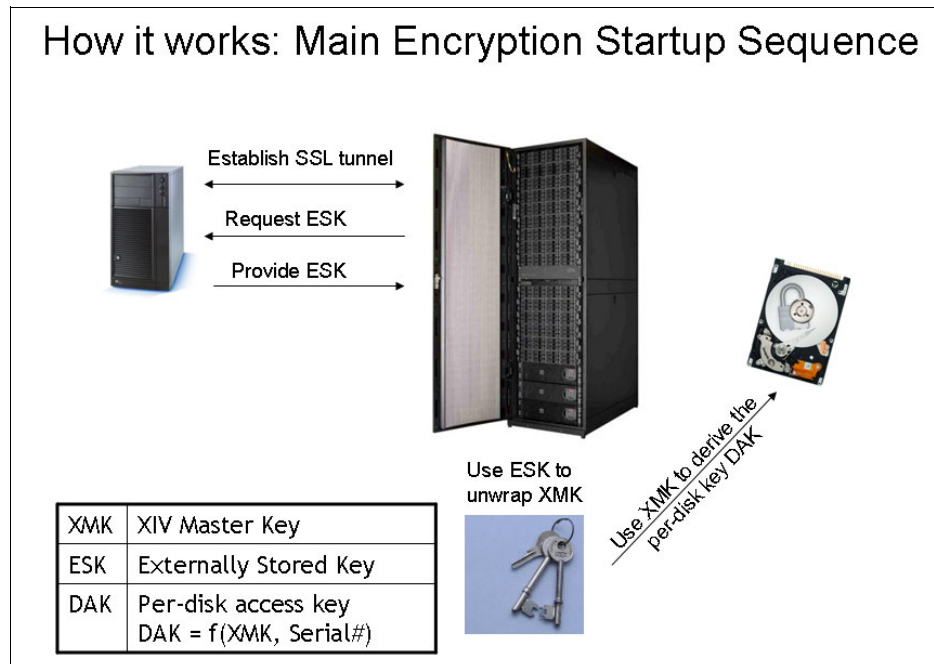 How it works: Main Encryption Startup Sequence
Establish SSL tunnel
Request ESK
Provide ESK
Use ESK to
unwrap XMK
Use XMK to derive the
per-disk key DAK
XMK XIV Master Key
ESK Externally Stored Key
DAK Per-disk access key
DAK = f(XMK, Serial#)